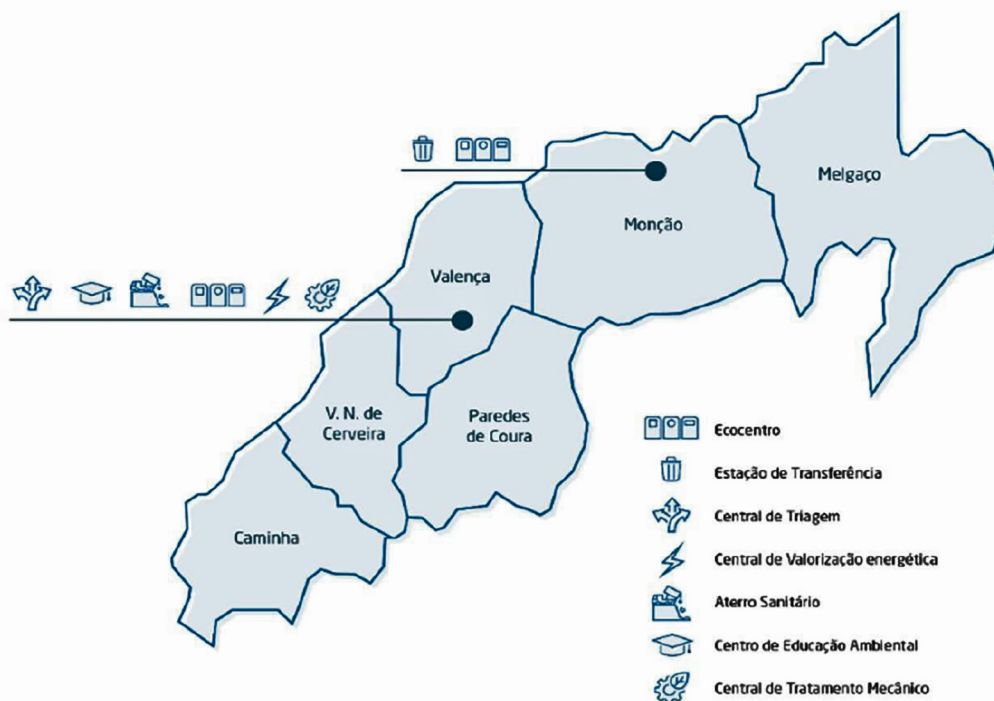 Melgaço
Monção
Valença
V. N. de
Cerveira
Paredes
de Coura
Caminha
Ecocentro
Estação de Transferência
Central de Triagem
Central de Valorização energética
Aterro Sanitário
Centro de Educação Ambiental
Central de Tratamento Mecânico